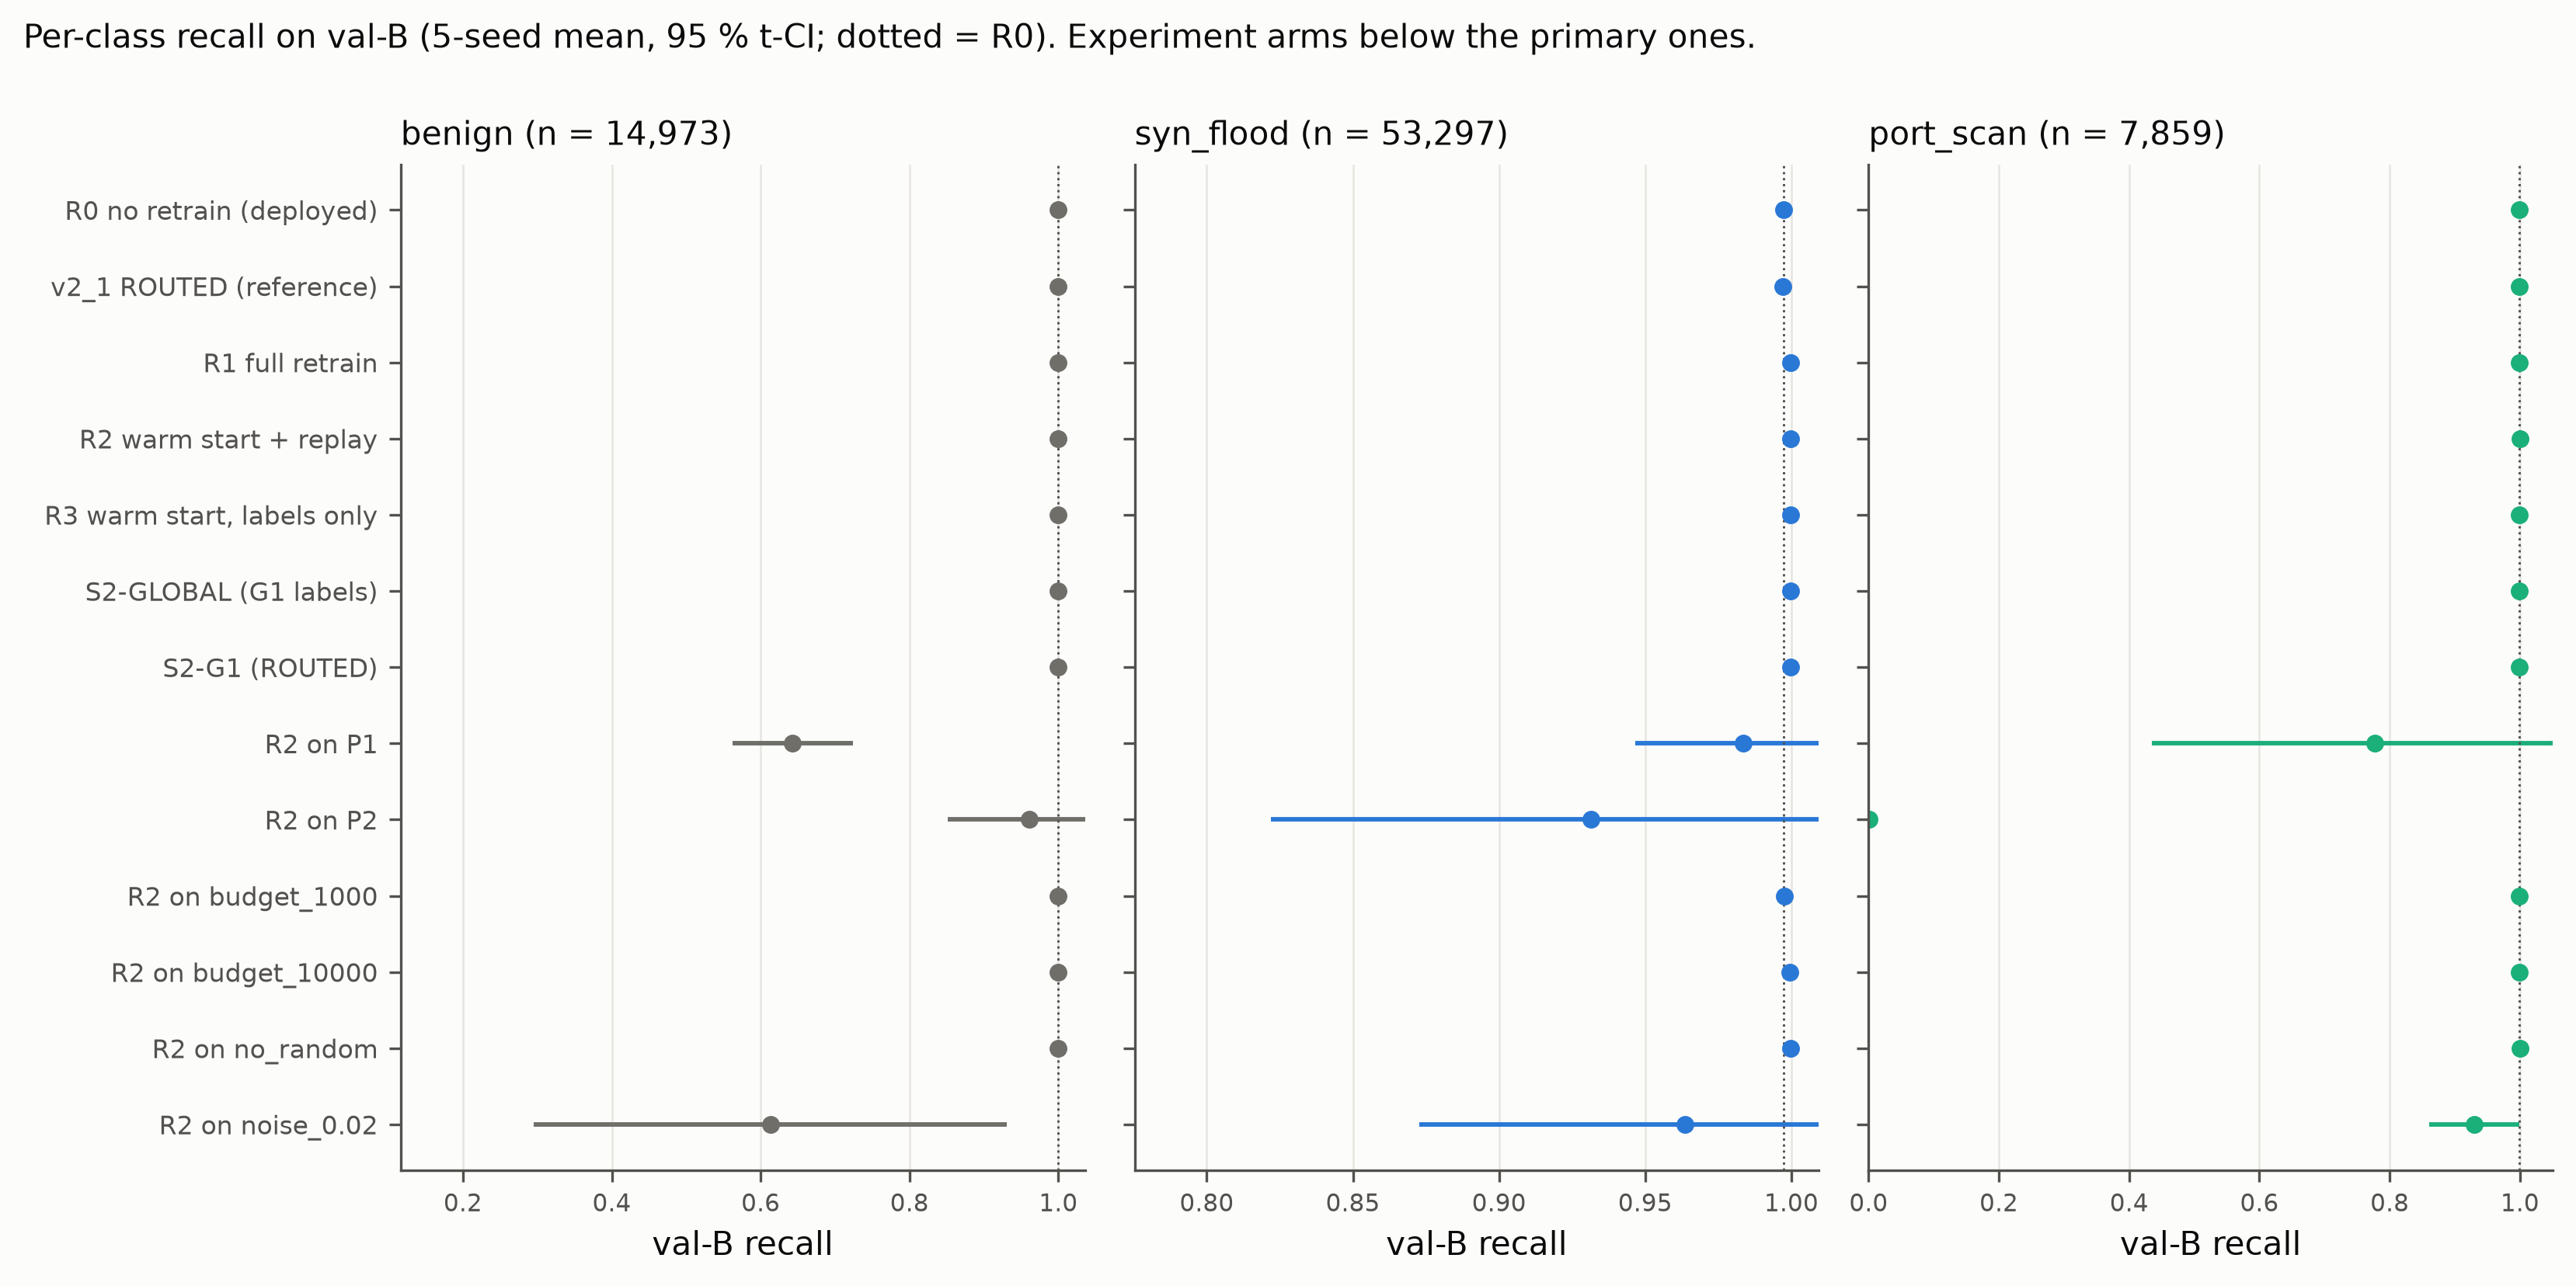 Per-class recall on val-B (5-seed mean, 95 % t-CI; dotted = R0). Experiment arms below the primary ones.
benign (n = 14,973)
syn_flood (n = 53,297)
port_scan (n = 7,859)
R0 no retrain (deployed)
v2_1 ROUTED (reference)
R1 full retrain
R2 warm start + replay
R3 warm start, labels only
S2-GLOBAL (G1 labels)
S2-G1 (ROUTED)
R2 on P1
R2 on P2
R2 on budget_1000
R2 on budget_10000
R2 on no_random
R2 on noise_0.02
0.2 0.4 0.6 0.8 1.0
0.80 0.85 0.90 0.95 1.00
0.0 0.2 0.4 0.6 0.8 1.0
val-B recall
val-B recall
val-B recall